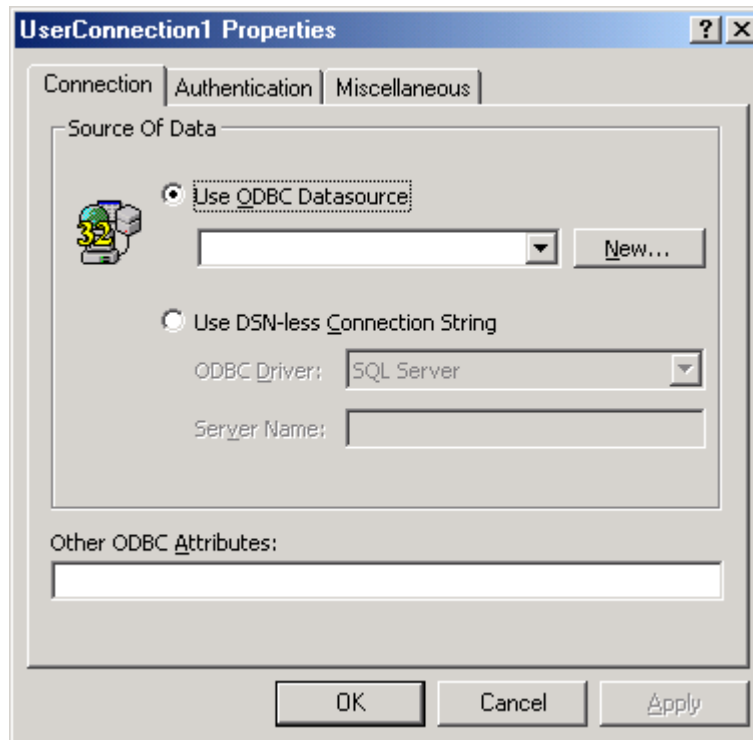 UserConnection1 Properties
Connection Authentication Miscellaneous
Source Of Data
32
Use ODBC Datasource
New...
Use DSN-less Connection String
ODBC Driver: SQL Server
Server Name:
Other ODBC Attributes:
OK Cancel Apply